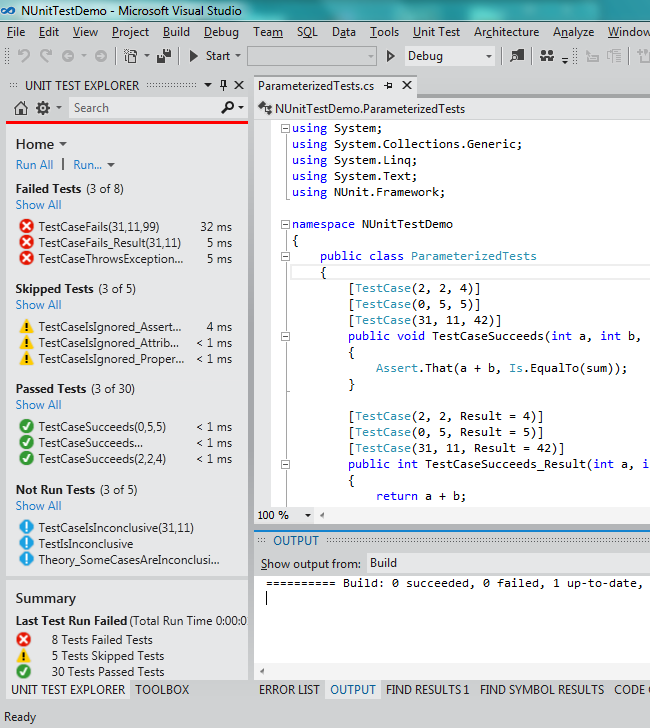 NUnitTestDemo - Microsoft Visual Studio
File Edit View Project Build Debug Team SQL Data Tools Unit Test Architecture Analyze Window
Start Debug
UNIT TEST EXPLORER
Search
Home
Run All | Run...
Failed Tests (3 of 8)
Show All
TestCaseFails(31,11,99) 32 ms
TestCaseFails_Result(31,11) 5 ms
TestCaseThrowsException... 5 ms
Skipped Tests (3 of 5)
Show All
TestCaseIsIgnored_Assert... 4 ms
TestCaseIsIgnored_Attrib... < 1 ms
TestCaseIsIgnored_Proper... < 1 ms
Passed Tests (3 of 30)
Show All
TestCaseSucceeds(0,5,5) < 1 ms
TestCaseSucceeds... < 1 ms
TestCaseSucceeds(2,2,4) < 1 ms
Not Run Tests (3 of 5)
Show All
TestCaseIsInconclusive(31,11)
TestIsInconclusive
Theory_SomeCasesAreInconclusi...
Summary
Last Test Run Failed (Total Run Time 0:00:0
8 Tests Failed Tests
5 Tests Skipped Tests
30 Tests Passed Tests
UNIT TEST EXPLORER TOOLBOX
ParameterizedTests.cs
NUnitTestDemo.ParameterizedTests
using System;
using System.Collections.Generic;
using System.Linq;
using System.Text;
using NUnit.Framework;
namespace NUnitTestDemo
{
public class ParameterizedTests
{
[TestCase(2, 2, 4)]
[TestCase(0, 5, 5)]
[TestCase(31, 11, 42)]
public void TestCaseSucceeds(int a, int b,
{
Assert.That(a + b, Is.EqualTo(sum));
}
[TestCase(2, 2, Result = 4)]
[TestCase(0, 5, Result = 5)]
[TestCase(31, 11, Result = 42)]
public int TestCaseSucceeds_Result(int a, i
{
return a + b;
100 %
OUTPUT
Show output from: Build
========== Build: 0 succeeded, 0 failed, 1 up-to-date,
ERROR LIST OUTPUT FIND RESULTS 1 FIND SYMBOL RESULTS CODE
Ready